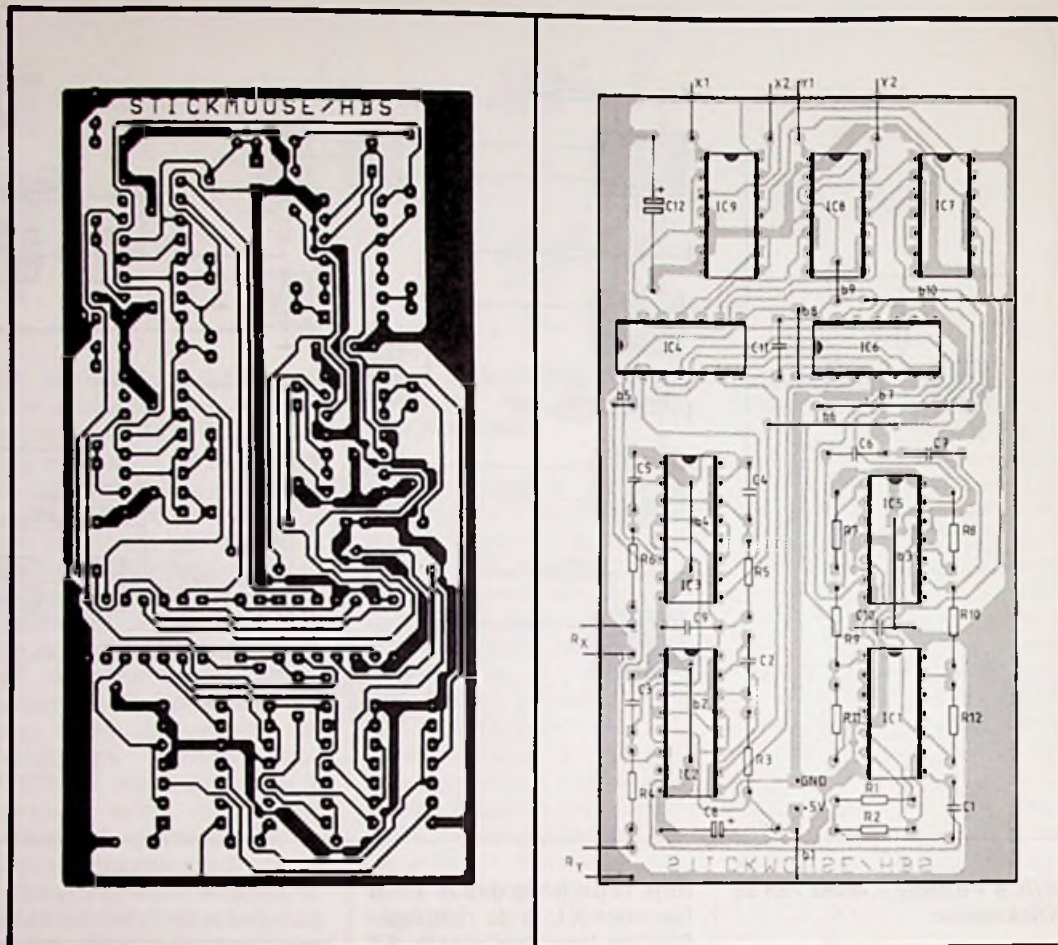 STICKMOUSE/HBS
X1 X2 Y1 Y2
C12 IC9 IC8 IC7
b9 b10
b8
IC4 C11 IC6
b5 b7
b6
C6 C7
C5 C4
b4 R7 IC5 R8
R6 IC3 R5 b3
C9 C10 R10
R9
RX
C2
C3 b2 R11 IC1 R12
R3
IC2 GND
R4 R1
+5V C1
C8 R2
b1
STICKMOUSE/HBS
RY